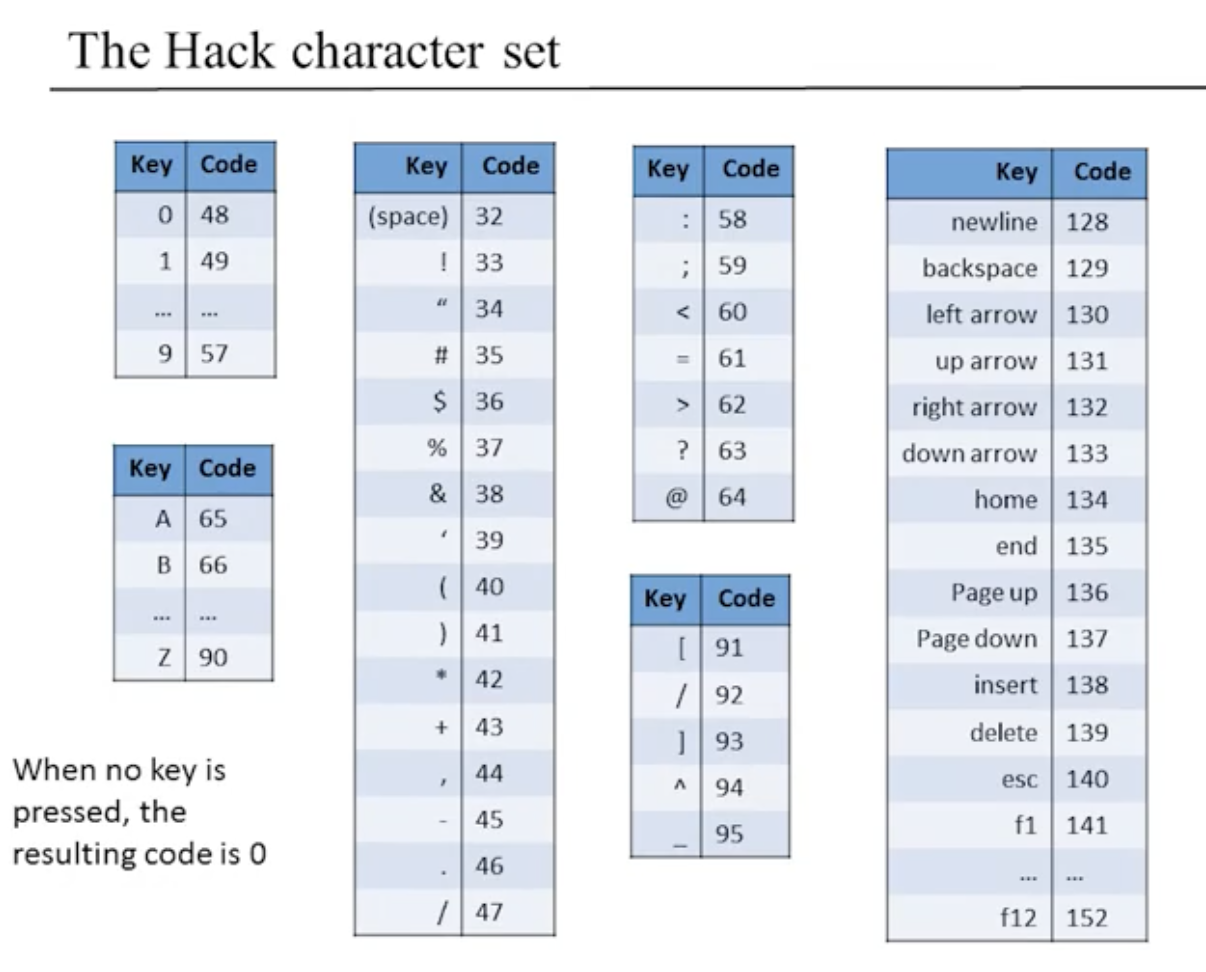 The Hack character set
Key Code
0 48
1 49
... ...
9 57
Key Code
A 65
B 66
... ...
Z 90
When no key is
pressed, the
resulting code is 0
Key Code
(space) 32
! 33
“ 34
# 35
$ 36
% 37
& 38
‘ 39
( 40
) 41
* 42
+ 43
, 44
- 45
. 46
/ 47
Key Code
: 58
; 59
< 60
= 61
> 62
? 63
@ 64
Key Code
[ 91
/ 92
] 93
^ 94
_ 95
Key Code
newline 128
backspace 129
left arrow 130
up arrow 131
right arrow 132
down arrow 133
home 134
end 135
Page up 136
Page down 137
insert 138
delete 139
esc 140
f1 141
... ...
f12 152